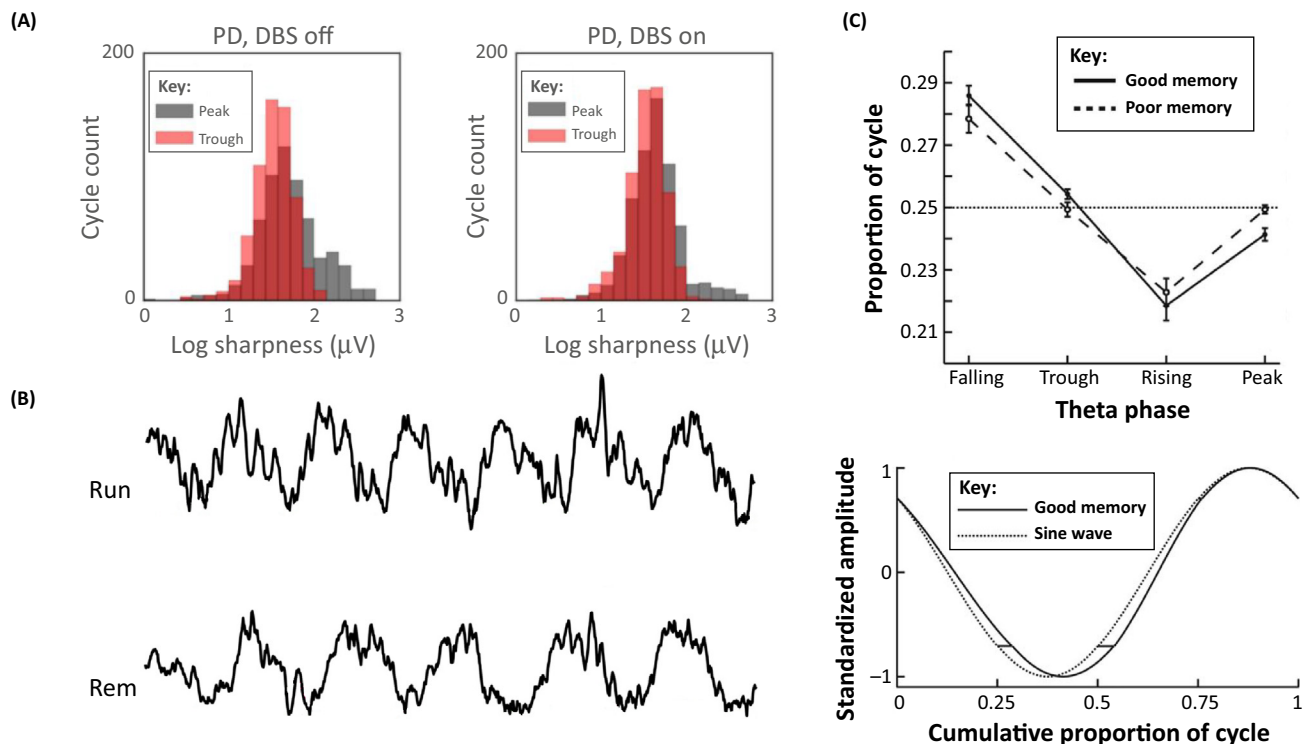 (A)
PD, DBS off
200
Key:
Peak
Trough
Cycle count
0
0 1 2 3
Log sharpness (μV)
PD, DBS on
200
Key:
Peak
Trough
Cycle count
0
0 1 2 3
Log sharpness (μV)
(B)
Run
Rem
(C)
Key:
Good memory
Poor memory
Proportion of cycle
0.29
0.27
0.25
0.23
0.21
Falling Trough Rising Peak
Theta phase
Key:
Good memory
Sine wave
Standardized amplitude
1
0
−1
0 0.25 0.5 0.75 1
Cumulative proportion of cycle